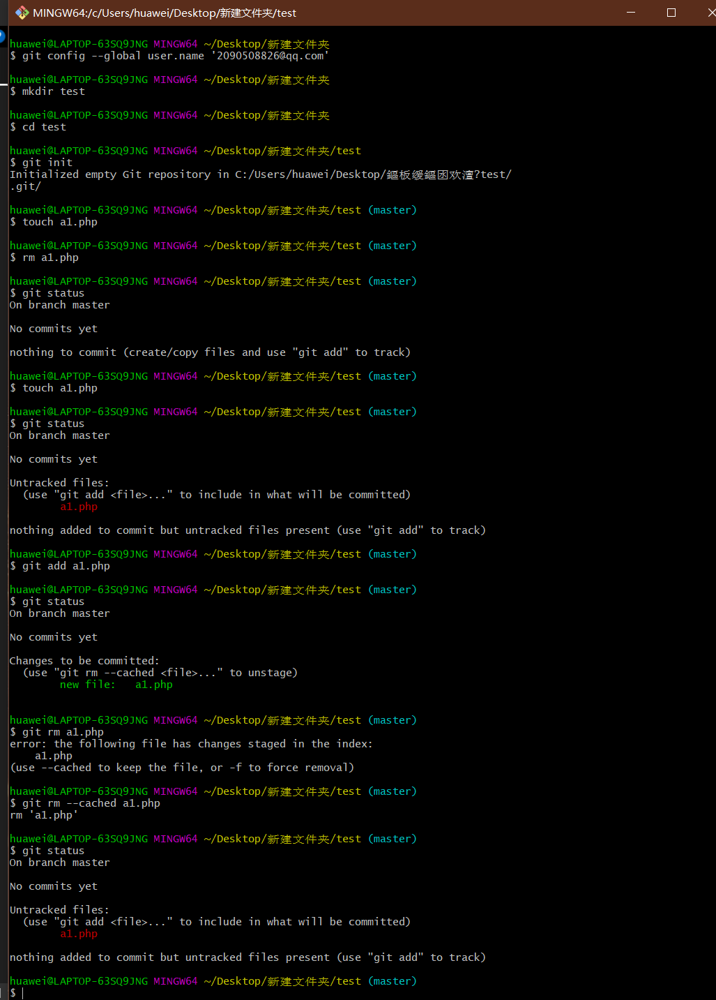 MINGW64:/c/Users/huawei/Desktop/新建文件夹/test
huawei@LAPTOP-63SQ9JNG MINGW64 ~/Desktop/新建文件夹
$ git config --global user.name '2090508826@qq.com'
huawei@LAPTOP-63SQ9JNG MINGW64 ~/Desktop/新建文件夹
$ mkdir test
huawei@LAPTOP-63SQ9JNG MINGW64 ~/Desktop/新建文件夹
$ cd test
huawei@LAPTOP-63SQ9JNG MINGW64 ~/Desktop/新建文件夹/test
$ git init
Initialized empty Git repository in C:/Users/huawei/Desktop/鏂板缓鏂囦欢澶?test/
.git/
huawei@LAPTOP-63SQ9JNG MINGW64 ~/Desktop/新建文件夹/test (master)
$ touch a1.php
huawei@LAPTOP-63SQ9JNG MINGW64 ~/Desktop/新建文件夹/test (master)
$ rm a1.php
huawei@LAPTOP-63SQ9JNG MINGW64 ~/Desktop/新建文件夹/test (master)
$ git status
On branch master
No commits yet
nothing to commit (create/copy files and use "git add" to track)
huawei@LAPTOP-63SQ9JNG MINGW64 ~/Desktop/新建文件夹/test (master)
$ touch a1.php
huawei@LAPTOP-63SQ9JNG MINGW64 ~/Desktop/新建文件夹/test (master)
$ git status
On branch master
No commits yet
Untracked files:
  (use "git add <file>..." to include in what will be committed)
        a1.php
nothing added to commit but untracked files present (use "git add" to track)
huawei@LAPTOP-63SQ9JNG MINGW64 ~/Desktop/新建文件夹/test (master)
$ git add a1.php
huawei@LAPTOP-63SQ9JNG MINGW64 ~/Desktop/新建文件夹/test (master)
$ git status
On branch master
No commits yet
Changes to be committed:
  (use "git rm --cached <file>..." to unstage)
        new file:   a1.php
huawei@LAPTOP-63SQ9JNG MINGW64 ~/Desktop/新建文件夹/test (master)
$ git rm a1.php
error: the following file has changes staged in the index:
    a1.php
(use --cached to keep the file, or -f to force removal)
huawei@LAPTOP-63SQ9JNG MINGW64 ~/Desktop/新建文件夹/test (master)
$ git rm --cached a1.php
rm 'a1.php'
huawei@LAPTOP-63SQ9JNG MINGW64 ~/Desktop/新建文件夹/test (master)
$ git status
On branch master
No commits yet
Untracked files:
  (use "git add <file>..." to include in what will be committed)
        a1.php
nothing added to commit but untracked files present (use "git add" to track)
huawei@LAPTOP-63SQ9JNG MINGW64 ~/Desktop/新建文件夹/test (master)
$